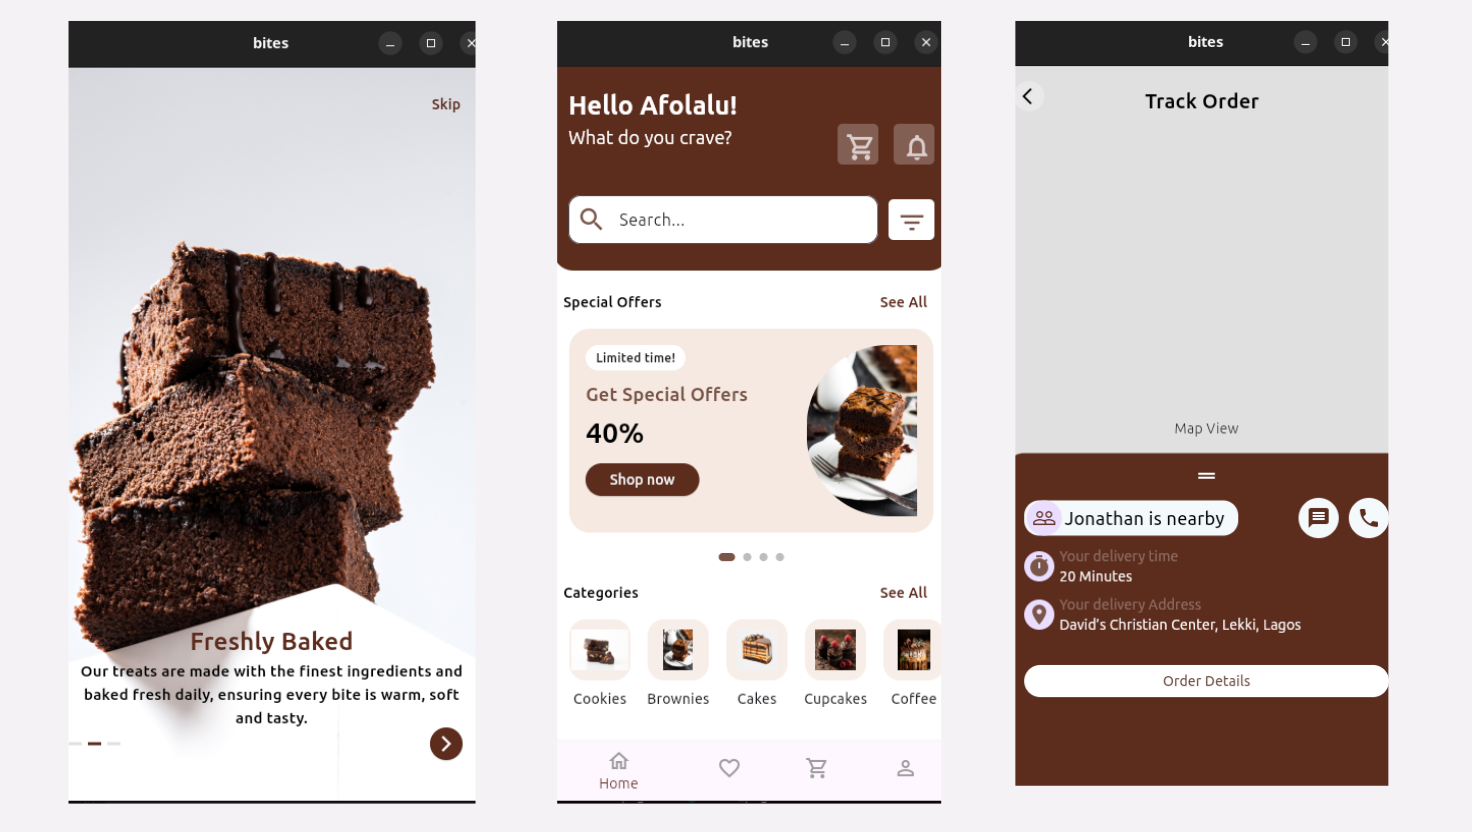 bites
Skip
Freshly Baked
Our treats are made with the finest ingredients and
baked fresh daily, ensuring every bite is warm, soft
and tasty.
bites
Hello Afolalu!
What do you crave?
Search...
Special Offers
See All
Limited time!
Get Special Offers
40%
Shop now
Categories
See All
Cookies
Brownies
Cakes
Cupcakes
Coffee
Home
bites
Track Order
Map View
Jonathan is nearby
Your delivery time
20 Minutes
Your delivery Address
David's Christian Center, Lekki, Lagos
Order Details